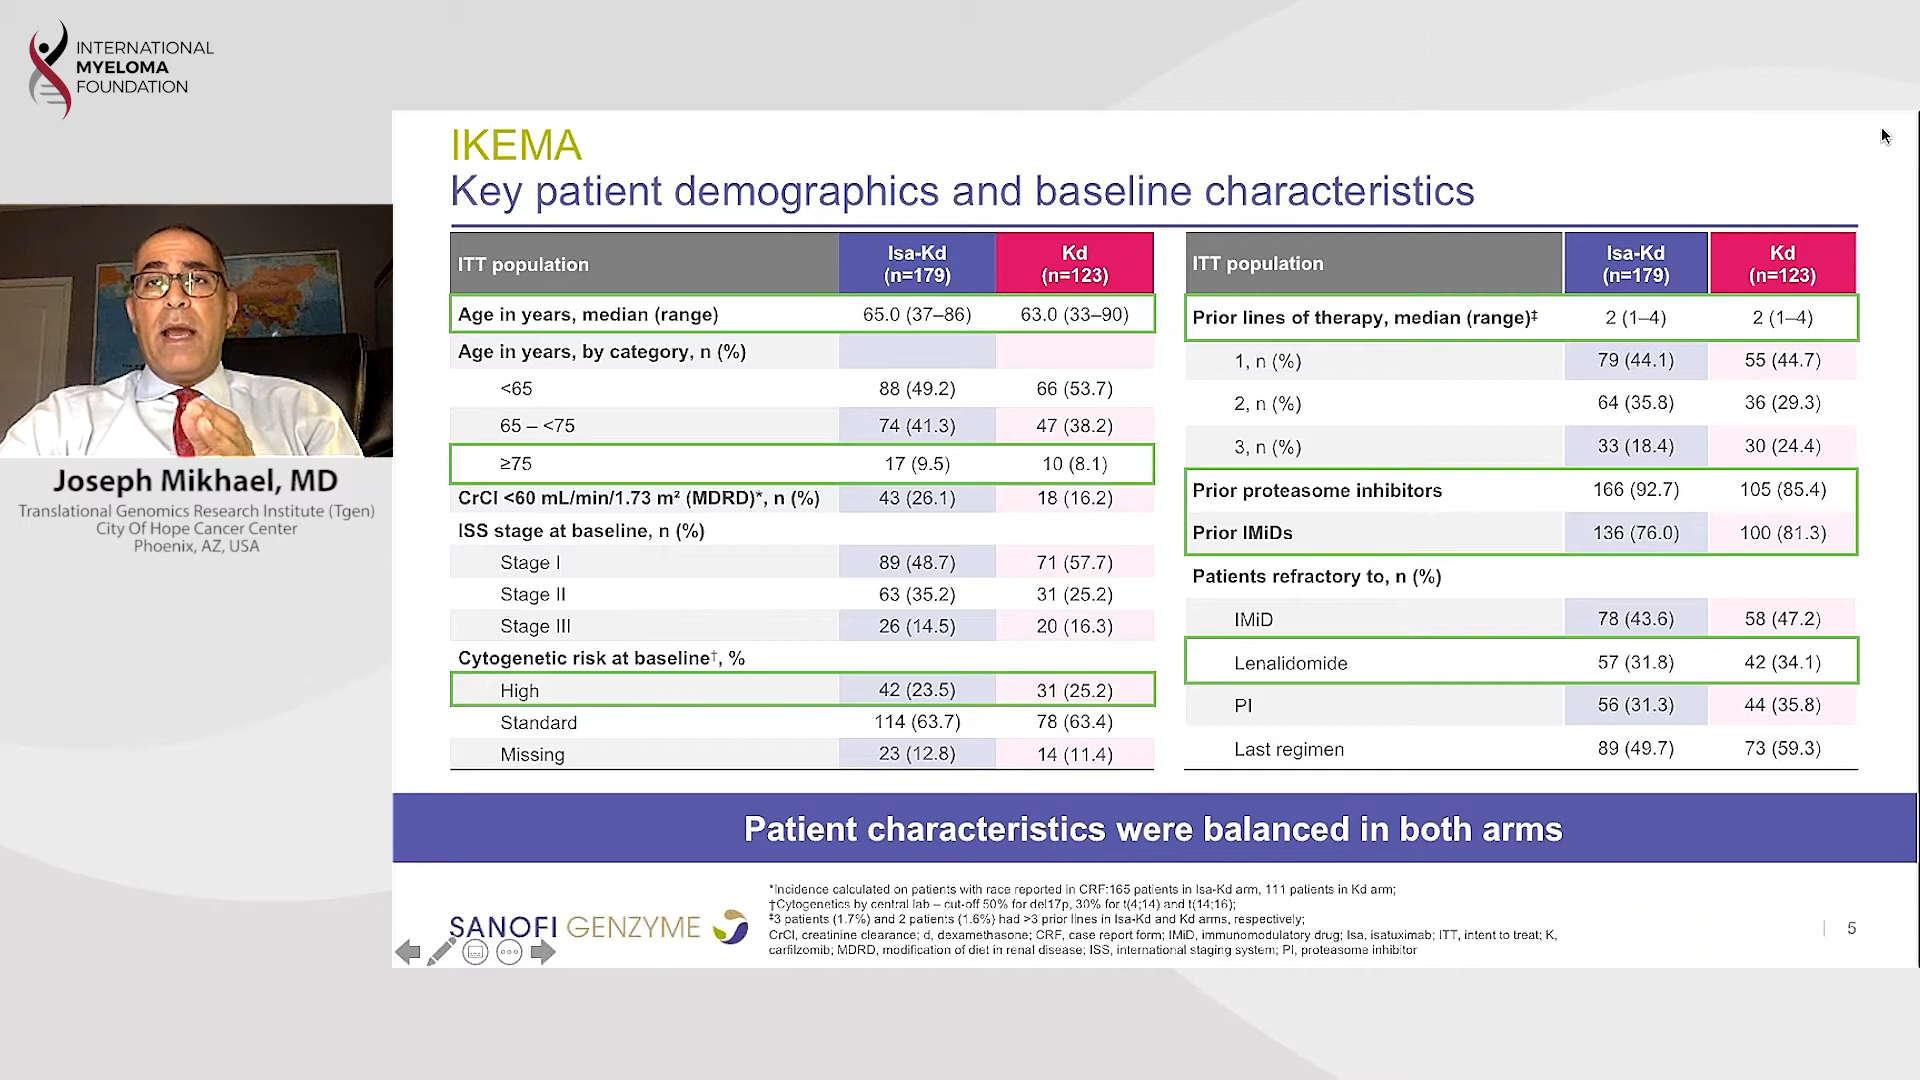 INTERNATIONAL
MYELOMA
FOUNDATION
Joseph Mikhael, MD
Translational Genomics Research Institute (Tgen)
City Of Hope Cancer Center
Phoenix, AZ, USA
IKEMA
Key patient demographics and baseline characteristics
ITT population Isa-Kd (n=179) Kd (n=123)
Age in years, median (range) 65.0 (37–86) 63.0 (33–90)
Age in years, by category, n (%)
<65 88 (49.2) 66 (53.7)
65 – <75 74 (41.3) 47 (38.2)
≥75 17 (9.5) 10 (8.1)
CrCl <60 mL/min/1.73 m² (MDRD)*, n (%) 43 (26.1) 18 (16.2)
ISS stage at baseline, n (%)
Stage I 89 (48.7) 71 (57.7)
Stage II 63 (35.2) 31 (25.2)
Stage III 26 (14.5) 20 (16.3)
Cytogenetic risk at baseline†, %
High 42 (23.5) 31 (25.2)
Standard 114 (63.7) 78 (63.4)
Missing 23 (12.8) 14 (11.4)
ITT population Isa-Kd (n=179) Kd (n=123)
Prior lines of therapy, median (range)‡ 2 (1–4) 2 (1–4)
1, n (%) 79 (44.1) 55 (44.7)
2, n (%) 64 (35.8) 36 (29.3)
3, n (%) 33 (18.4) 30 (24.4)
Prior proteasome inhibitors 166 (92.7) 105 (85.4)
Prior IMiDs 136 (76.0) 100 (81.3)
Patients refractory to, n (%)
IMiD 78 (43.6) 58 (47.2)
Lenalidomide 57 (31.8) 42 (34.1)
PI 56 (31.3) 44 (35.8)
Last regimen 89 (49.7) 73 (59.3)
Patient characteristics were balanced in both arms
SANOFI GENZYME
*Incidence calculated on patients with race reported in CRF:165 patients in Isa-Kd arm, 111 patients in Kd arm;
†Cytogenetics by central lab – cut-off 50% for del17p, 30% for t(4;14) and t(14;16);
‡3 patients (1.7%) and 2 patients (1.6%) had >3 prior lines in Isa-Kd and Kd arms, respectively;
CrCl, creatinine clearance; d, dexamethasone; CRF, case report form; IMiD, immunomodulatory drug; Isa, isatuximab; ITT, intent to treat; K,
carfilzomib; MDRD, modification of diet in renal disease; ISS, international staging system; PI, proteasome inhibitor
5